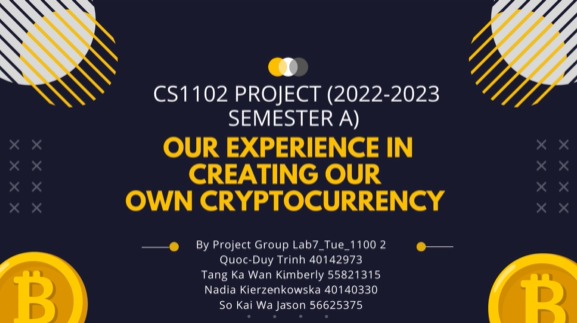 CS1102 PROJECT (2022-2023
SEMESTER A)
OUR EXPERIENCE IN
CREATING OUR
OWN CRYPTOCURRENCY
By Project Group Lab7_Tue_1100 2
Quoc-Duy Trinh 40142973
Tang Ka Wan Kimberly 55821315
Nadia Kierzenkowska 40140330
So Kai Wa Jason 56625375